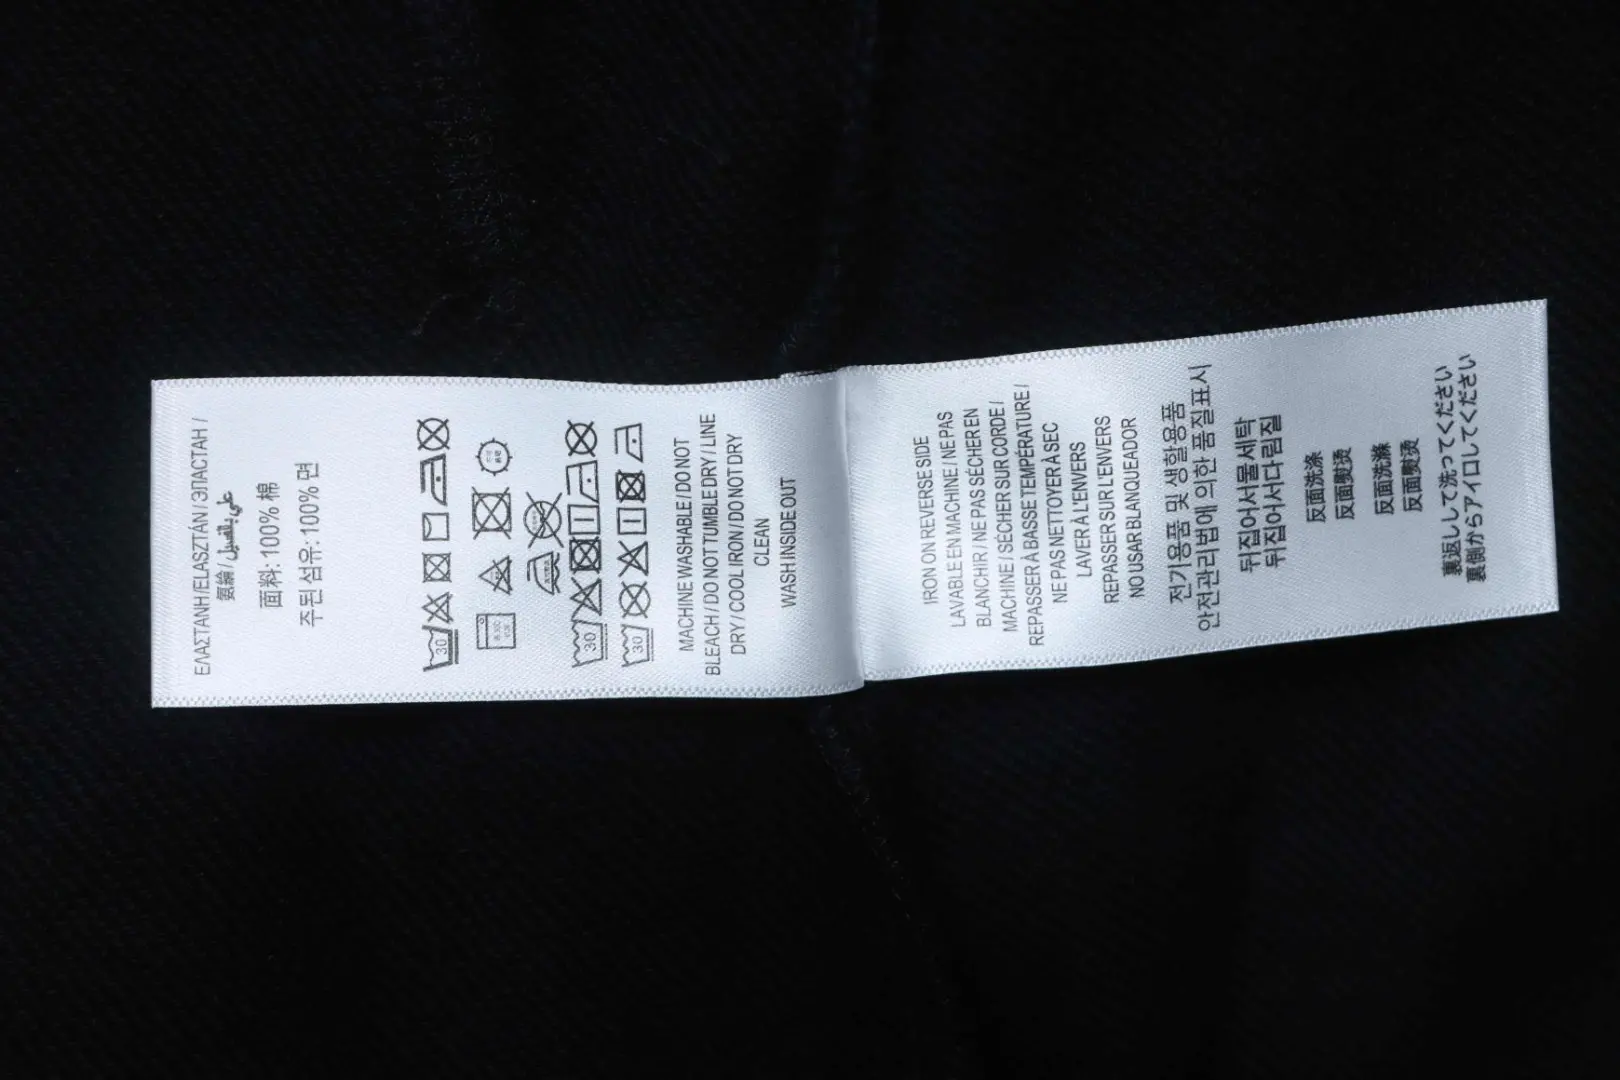 ΕΛΑΣΤΑΝΗ / ELASZTÁN / ЭЛАСТАН /
氨綸 /
面料: 100% 棉
주된 섬유: 100% 면
30
30
30
MACHINE WASHABLE / DO NOT
BLEACH / DO NOT TUMBLE DRY / LINE
DRY / COOL IRON / DO NOT DRY
CLEAN
WASH INSIDE OUT
IRON ON REVERSE SIDE
LAVABLE EN MACHINE / NE PAS
BLANCHIR / NE PAS SÉCHER EN
MACHINE / SÉCHER SUR CORDE /
REPASSER À BASSE TEMPÉRATURE /
NE PAS NETTOYER À SEC
LAVER À L'ENVERS
REPASSER SUR L'ENVERS
NO USAR BLANQUEADOR
전기용품 및 생활용품
안전관리법에 의한 품질표시
뒤집어서물세탁
뒤집어서다림질
反面洗涤
反面熨烫
反面洗滌
反面熨燙
裏返しして洗ってください
裏側からアイロしてください